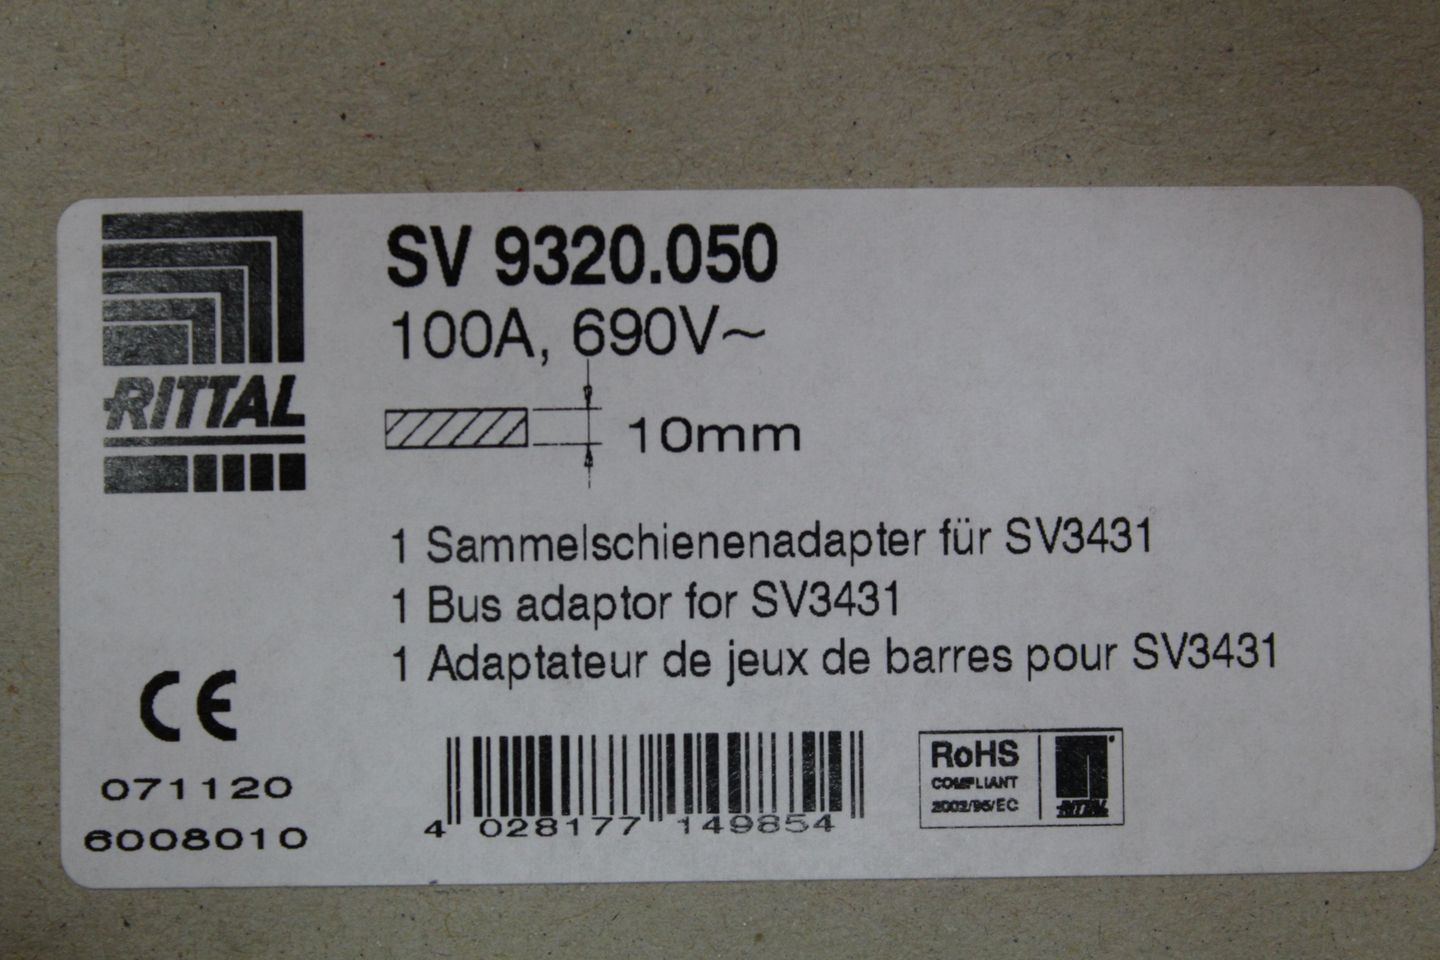 RITTAL
SV 9320.050
100A, 690V~
10mm
1 Sammelschienenadapter für SV3431
1 Bus adaptor for SV3431
1 Adaptateur de jeux de barres pour SV3431
CE
071120
6008010
4 028177 149854
RoHS
COMPLIANT
2002/95/EC
RITTAL